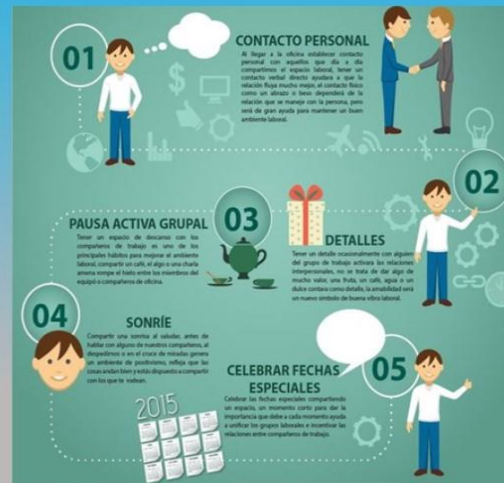 01
CONTACTO PERSONAL
Al llegar a la oficina establecer contacto
personal con aquellos que día a día
compartimos el espacio laboral, tener un
contacto verbal directo ayudara a que la
relación fluya mucho mejor, el contacto físico
como un abrazo o beso dependerá de la
relación que se maneje con la persona, pero
será de gran ayuda para mantener un buen
ambiente laboral.
02
DETALLES
Tener un detalle ocasionalmente con alguien
del grupo de trabajo activara las relaciones
interpersonales, no se trata de dar algo de
mucho valor, una fruta, un café, agua o un
dulce contara como detalle, la amabilidad será
un nuevo símbolo de buena vibra laboral.
03
PAUSA ACTIVA GRUPAL
Tener un espacio de descanso con los
compañeros de trabajo es uno de los
principales hábitos para mejorar el ambiente
laboral, compartir un café, el algo o una charla
amena rompe el hielo entre los miembros del
equipó o compañeros de oficina.
04
SONRÍE
Compartir una sonrisa al saludar, antes de
hablar con alguno de nuestros compañeros, al
despedirnos o en el cruce de miradas genera
un ambiente de positivismo, refleja que las
cosas andan bien y estás dispuesto a compartir
con los que te rodean.
05
CELEBRAR FECHAS
ESPECIALES
Celebrar las fechas especiales compartiendo
un espacio, un momento corto para dar la
importancia que debe a cada momento ayuda
a unificar los grupos laborales e incentivar las
relaciones entre compañeros de trabajo.
2015